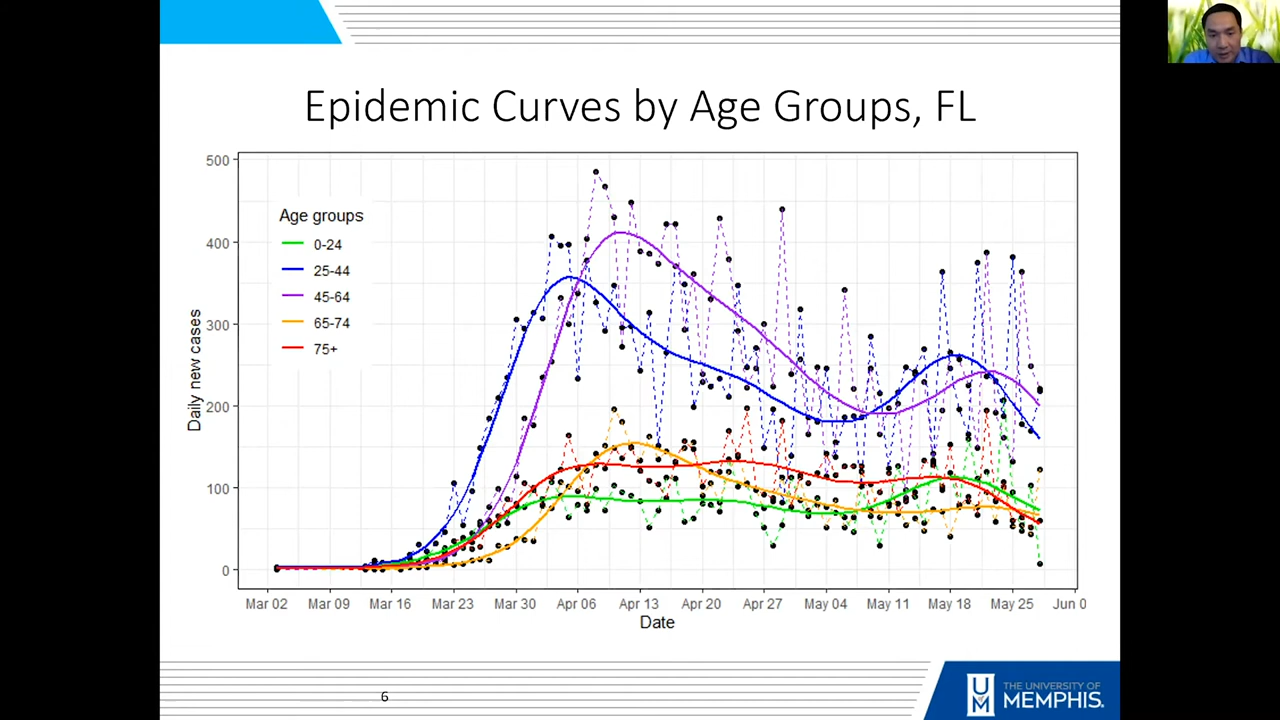 Epidemic Curves by Age Groups, FL
500
400
300
200
100
0
Daily new cases
Age groups
0-24
25-44
45-64
65-74
75+
Mar 02 Mar 09 Mar 16 Mar 23 Mar 30 Apr 06 Apr 13 Apr 20 Apr 27 May 04 May 11 May 18 May 25 Jun 0
Date
6
UM
THE UNIVERSITY OF
MEMPHIS.